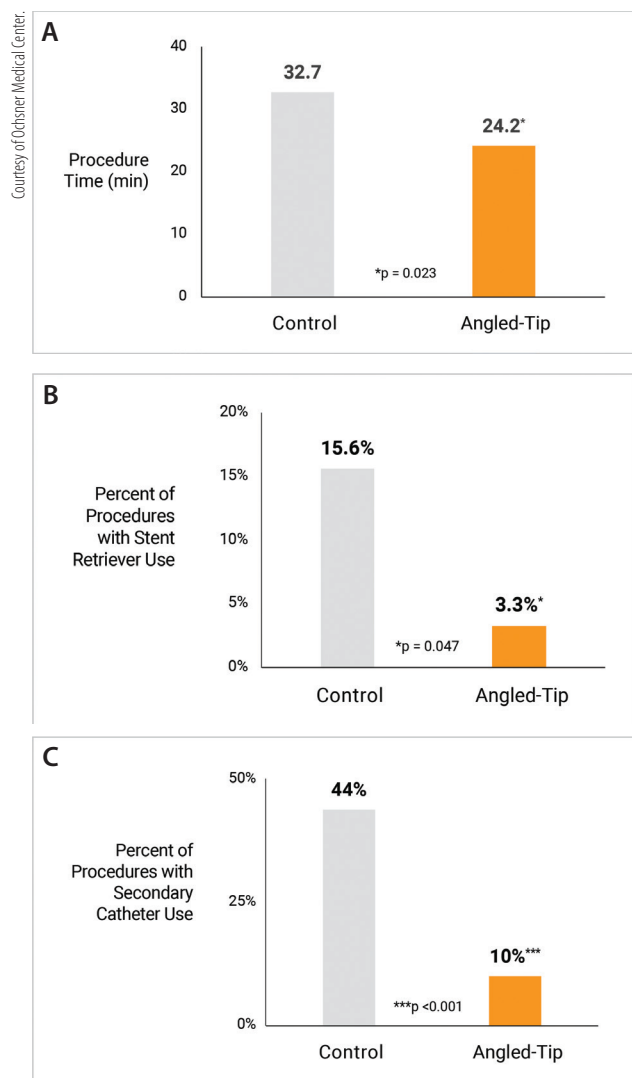 Courtesy of Ochsner Medical Center.
A
40
30
20
10
0
Procedure
Time (min)
32.7
24.2*
*p = 0.023
Control
Angled-Tip
B
20%
15%
10%
5%
0%
Percent of
Procedures
with Stent
Retriever Use
15.6%
3.3%*
*p = 0.047
Control
Angled-Tip
C
50%
25%
0%
Percent of
Procedures with
Secondary
Catheter Use
44%
10%***
***p <0.001
Control
Angled-Tip